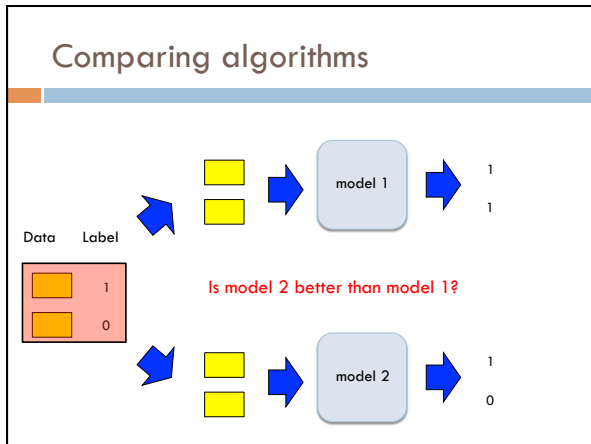 Comparing algorithms
model 1
1
1
Data Label
1
0
Is model 2 better than model 1?
model 2
1
0